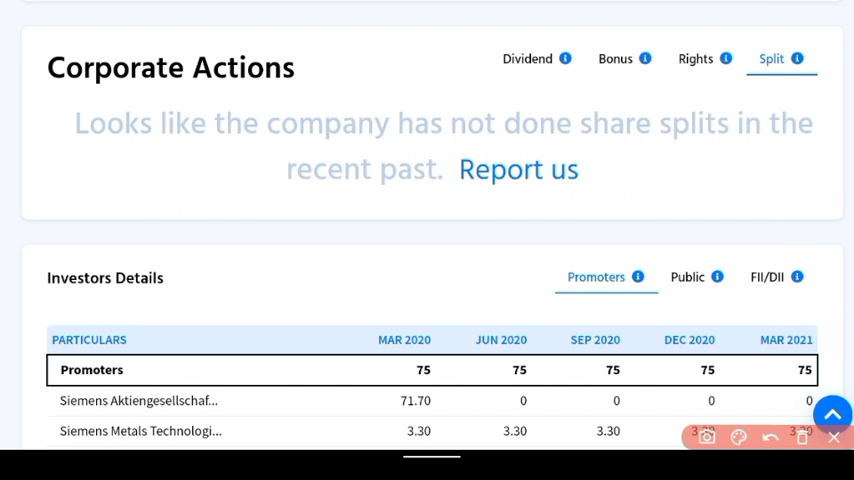 Corporate Actions
Dividend Bonus Rights Split
Looks like the company has not done share splits in the
recent past. Report us
Investors Details
Promoters Public FII/DII
PARTICULARS MAR 2020 JUN 2020 SEP 2020 DEC 2020 MAR 2021
Promoters 75 75 75 75 75
Siemens Aktiengesellschaf... 71.70 0 0 0 0
Siemens Metals Technologi... 3.30 3.30 3.30